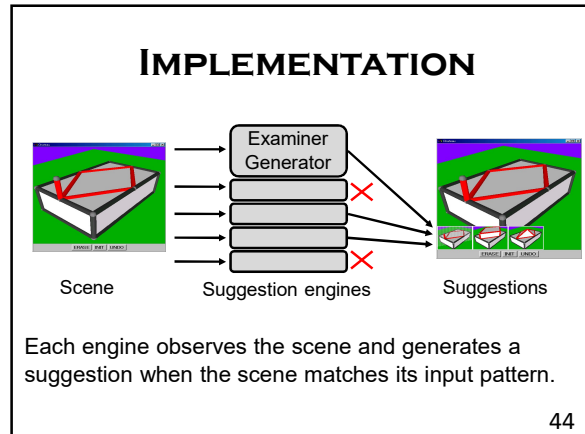 IMPLEMENTATION
Examiner
Generator
ERASE INIT UNDO
ERASE INIT UNDO
Scene
Suggestion engines
Suggestions
Each engine observes the scene and generates a
suggestion when the scene matches its input pattern.
44